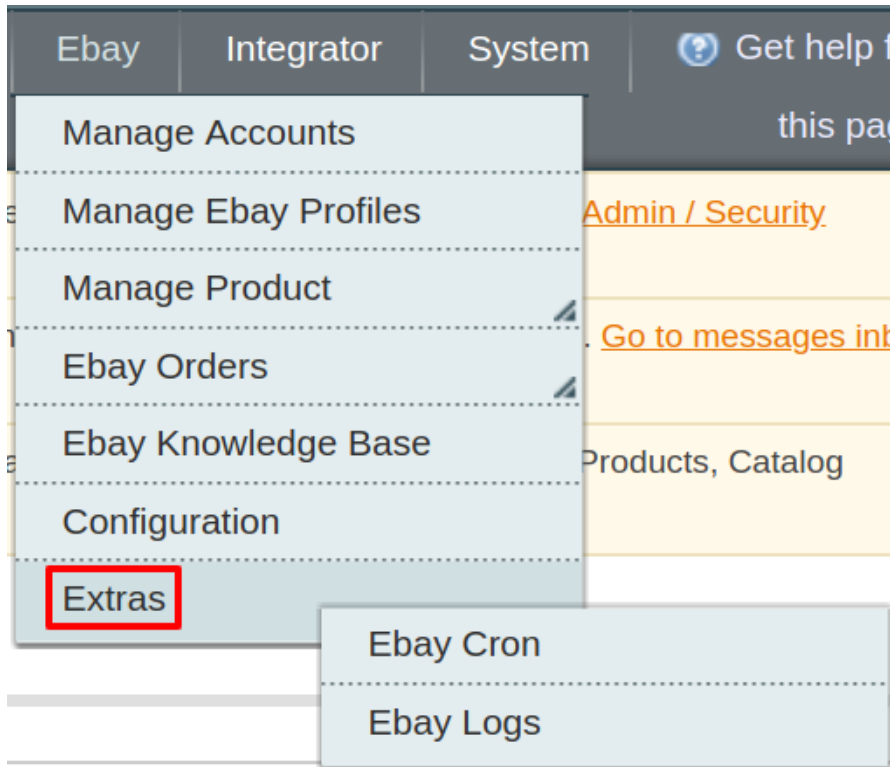 Ebay Integrator System Get help f
this pa
Manage Accounts
Manage Ebay Profiles
Admin / Security
Manage Product
. Go to messages inb
Ebay Orders
Ebay Knowledge Base
Products, Catalog
Configuration
Extras
Ebay Cron
Ebay Logs